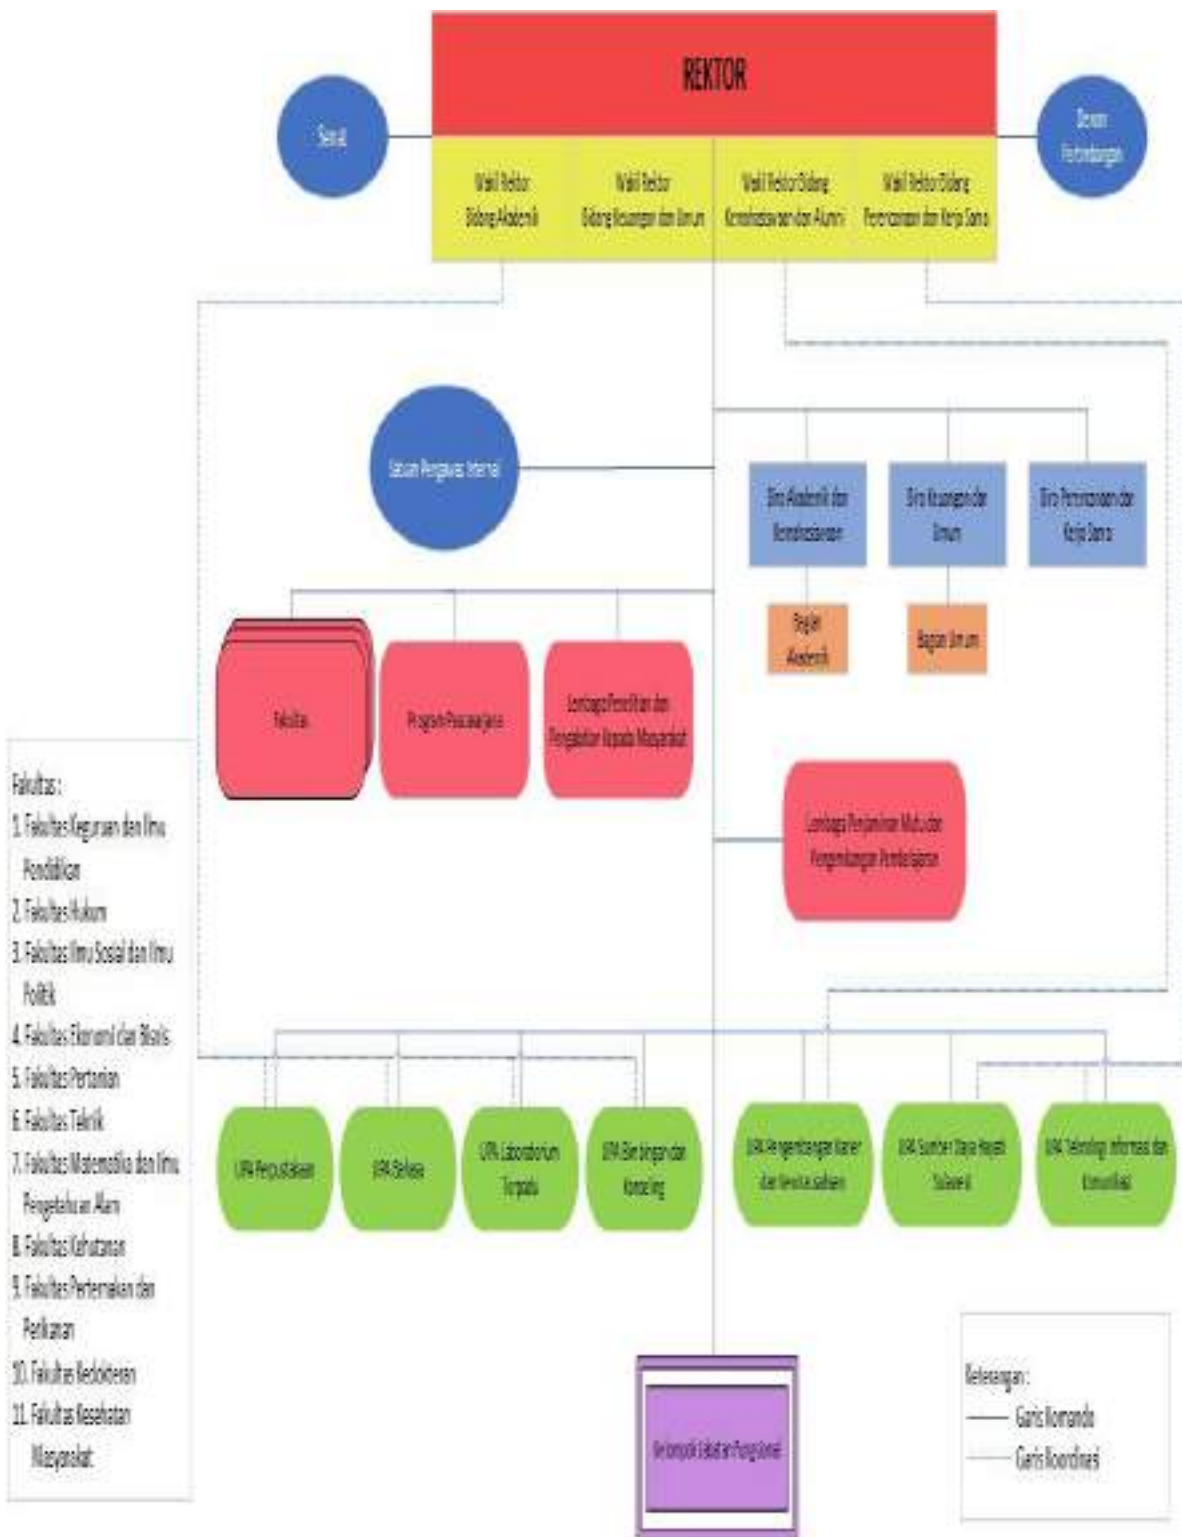 REKTOR
Senat
Dewan
Pertimbangan
Wakil Rektor
Bidang Akademik
Wakil Rektor
Bidang Keuangan dan Umum
Wakil Rektor Bidang
Kemahasiswaan dan Alumni
Wakil Rektor Bidang
Perencanaan dan Kerja Sama
Satuan Pengawas Internal
Biro Akademik dan
Kemahasiswaan
Biro Keuangan dan
Umum
Biro Perencanaan dan
Kerja Sama
Bagian
Akademik
Bagian Umum
Fakultas
Program Pascasarjana
Lembaga Penelitian dan
Pengabdian Kepada Masyarakat
Lembaga Penjaminan Mutu dan
Pengembangan Pembelajaran
Fakultas :
1. Fakultas Keguruan dan Ilmu
Pendidikan
2. Fakultas Hukum
3. Fakultas Ilmu Sosial dan Ilmu
Politik
4. Fakultas Ekonomi dan Bisnis
5. Fakultas Pertanian
6. Fakultas Teknik
7. Fakultas Matematika dan Ilmu
Pengetahuan Alam
8. Fakultas Kehutanan
9. Fakultas Perternakan dan
Perikanan
10. Fakultas Kedokteran
11. Fakultas Kesehatan
Masyarakat
UPA Perpustakaan
UPA Bahasa
UPA Laboratorium
Terpadu
UPA Bimbingan dan
Konseling
UPA Pengembangan Karier
dan Kewirausahaan
UPA Sumber Daya Hayati
Sulawesi
UPA Teknologi Informasi dan
Komunikasi
Kelompok Jabatan Fungsional
Keterangan :
Garis Komando
Garis Koordinasi